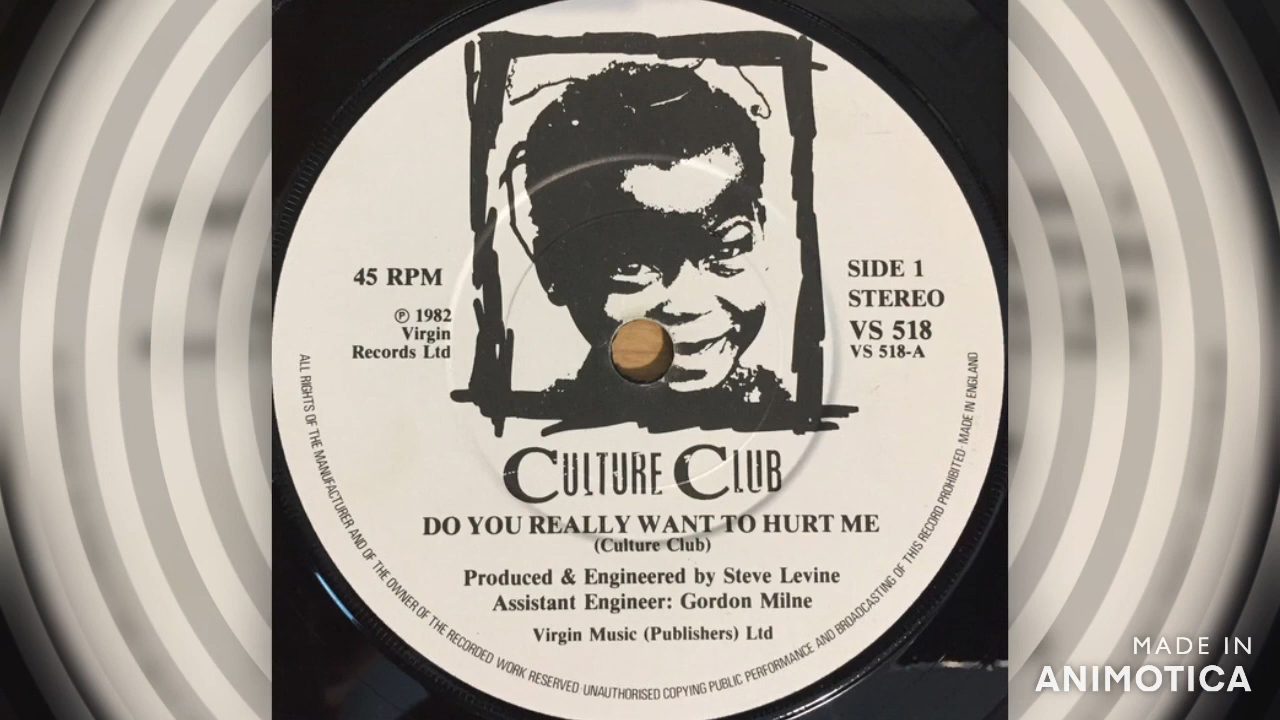 45 RPM
℗ 1982
Virgin
Records Ltd
SIDE 1
STEREO
VS 518
VS 518-A
CULTURE CLUB
DO YOU REALLY WANT TO HURT ME
(Culture Club)
Produced & Engineered by Steve Levine
Assistant Engineer: Gordon Milne
Virgin Music (Publishers) Ltd
ALL RIGHTS OF THE MANUFACTURER AND OF THE OWNER OF THE RECORDED WORK RESERVED UNAUTHORISED COPYING PUBLIC PERFORMANCE AND BROADCASTING OF THIS RECORD PROHIBITED· MADE IN ENGLAND
MADE IN
ANIMOTICA